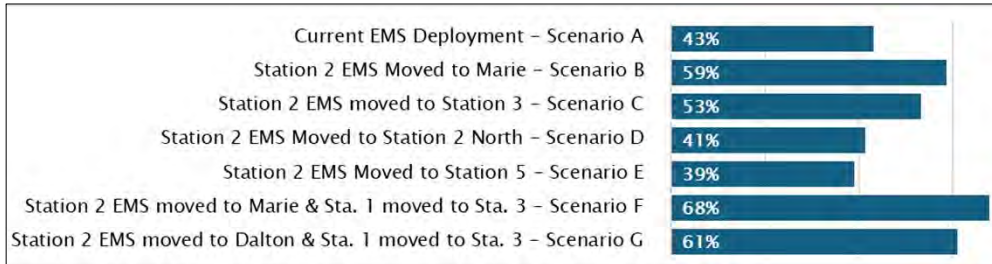 Current EMS Deployment – Scenario A 43%
Station 2 EMS Moved to Marie – Scenario B 59%
Station 2 EMS moved to Station 3 – Scenario C 53%
Station 2 EMS Moved to Station 2 North – Scenario D 41%
Station 2 EMS Moved to Station 5 – Scenario E 39%
Station 2 EMS moved to Marie & Sta. 1 moved to Sta. 3 – Scenario F 68%
Station 2 EMS moved to Dalton & Sta. 1 moved to Sta. 3 – Scenario G 61%